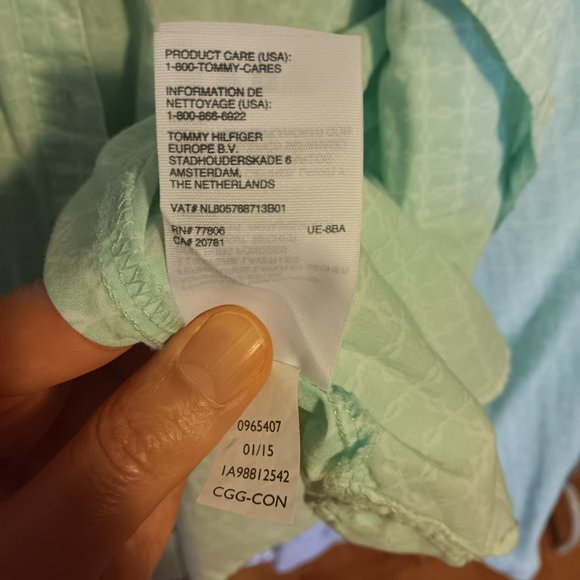 PRODUCT CARE (USA):
1-800-TOMMY-CARES
INFORMATION DE
NETTOYAGE (USA):
1-800-866-6922
TOMMY HILFIGER
EUROPE B.V.
STADHOUDERSKADE 6
AMSTERDAM,
THE NETHERLANDS
VAT# NL805768713B01
RN# 77806 UE-8BA
CA# 20781
0965407
01/15
1A98812542
CGG-CON